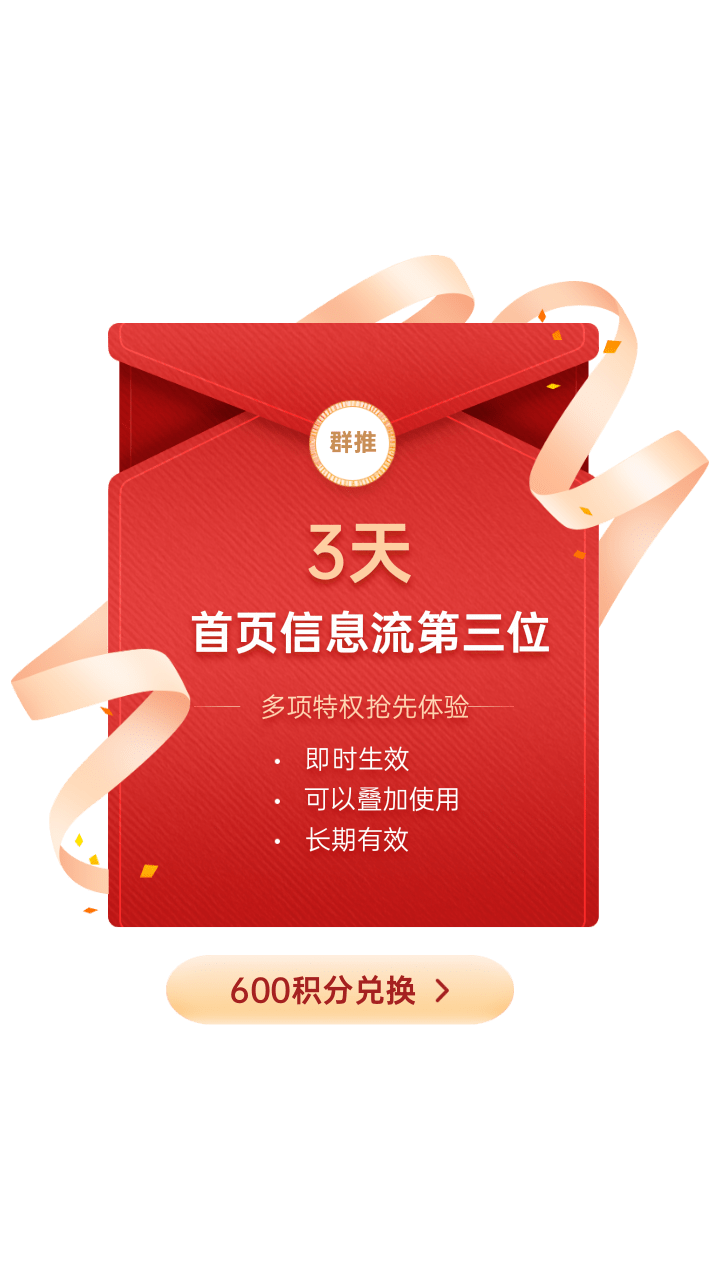 群推
3天
首页信息流第三位
多项特权抢先体验
• 即时生效
• 可以叠加使用
• 长期有效
600积分兑换 >